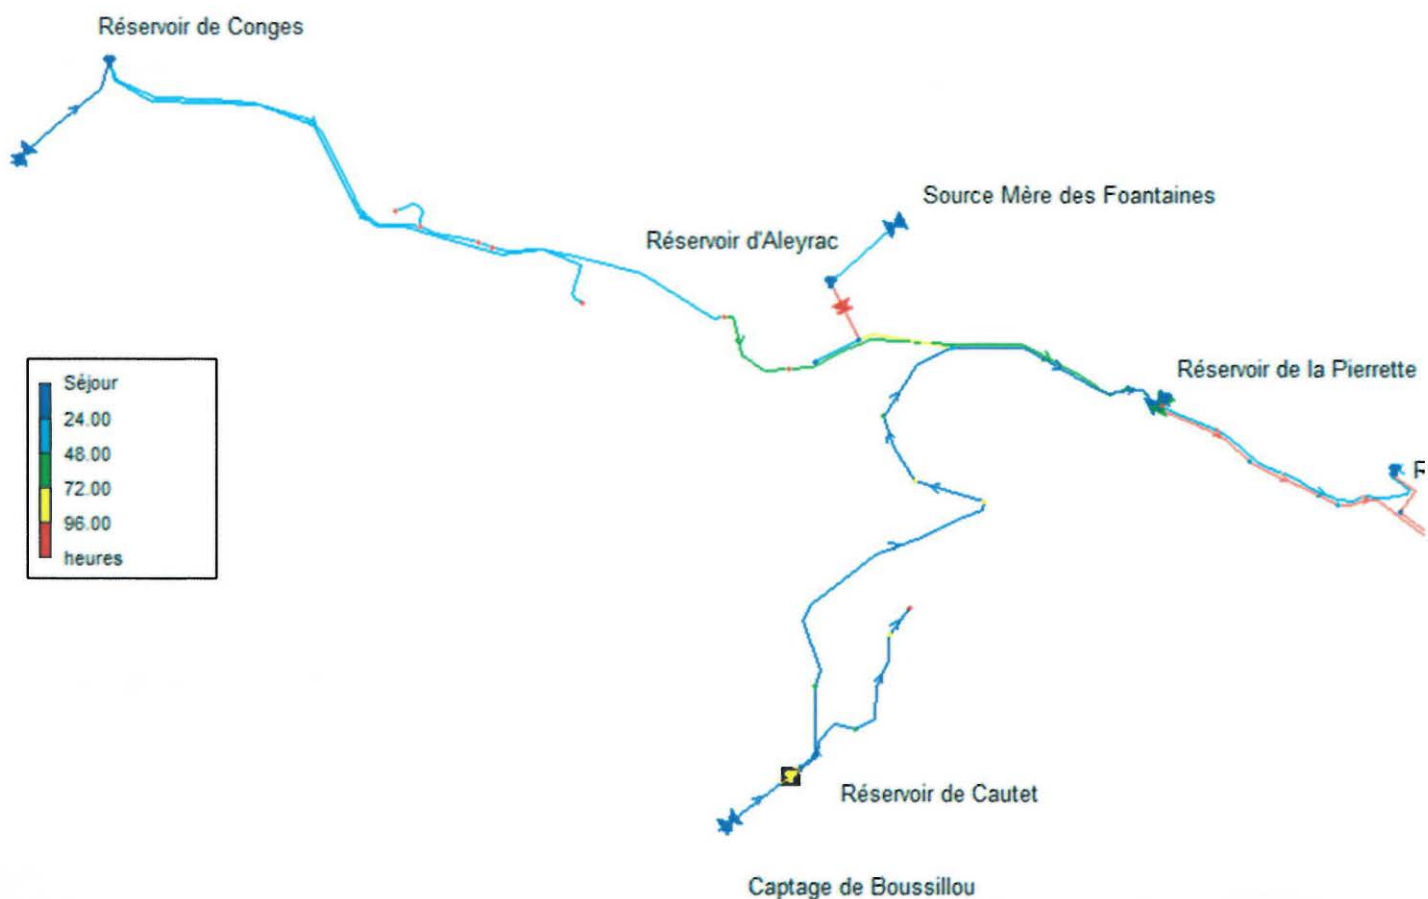 Réservoir de Conges
Source Mère des Foantaines
Réservoir d'Aleyrac
Réservoir de la Pierrette
Séjour
24.00
48.00
72.00
96.00
heures
R
Réservoir de Cautet
Captage de Boussillou